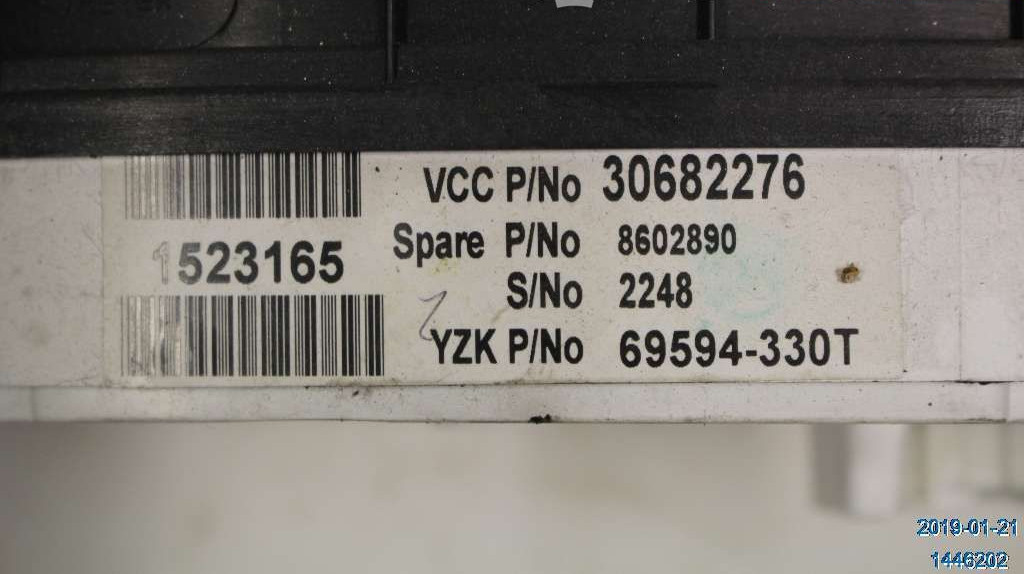 VCC P/No 30682276
Spare P/No 8602890
1523165
S/No 2248
YZK P/No 69594-330T
2019-01-21
1446202